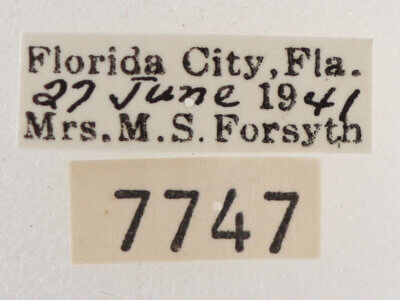 Florida City, Fla.
27 June 1941
Mrs. M. S. Forsyth
7747